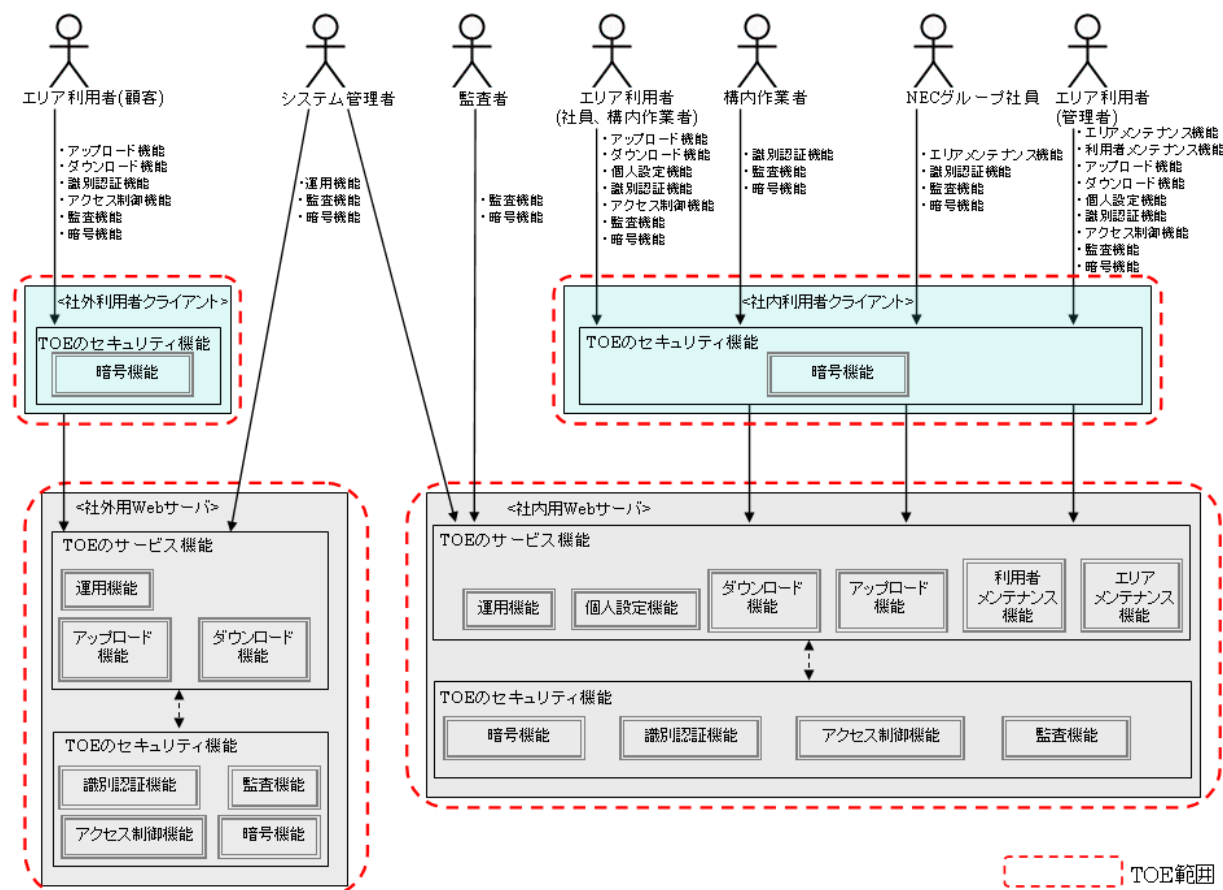 エリア利用者(顧客)
システム管理者
監査者
エリア利用者
(社員、構内作業者)
構内作業者
NECグループ社員
エリア利用者
(管理者)
・アップロード機能
・ダウンロード機能
・識別認証機能
・アクセス制御機能
・監査機能
・暗号機能
・運用機能
・監査機能
・暗号機能
・監査機能
・暗号機能
・アップロード機能
・ダウンロード機能
・個人設定機能
・識別認証機能
・アクセス制御機能
・監査機能
・暗号機能
・識別認証機能
・監査機能
・暗号機能
・エリアメンテナンス機能
・識別認証機能
・監査機能
・暗号機能
・エリアメンテナンス機能
・利用者メンテナンス機能
・アップロード機能
・ダウンロード機能
・個人設定機能
・識別認証機能
・アクセス制御機能
・監査機能
・暗号機能
<社外利用者クライアント>
TOEのセキュリティ機能
暗号機能
<社内利用者クライアント>
TOEのセキュリティ機能
暗号機能
<社外用Webサーバ>
TOEのサービス機能
運用機能
アップロード
機能
ダウンロード
機能
TOEのセキュリティ機能
識別認証機能
監査機能
アクセス制御機能
暗号機能
<社内用Webサーバ>
TOEのサービス機能
運用機能
個人設定機能
ダウンロード
機能
アップロード
機能
利用者
メンテナンス
機能
エリア
メンテナンス
機能
TOEのセキュリティ機能
暗号機能
識別認証機能
アクセス制御機能
監査機能
TOE範囲